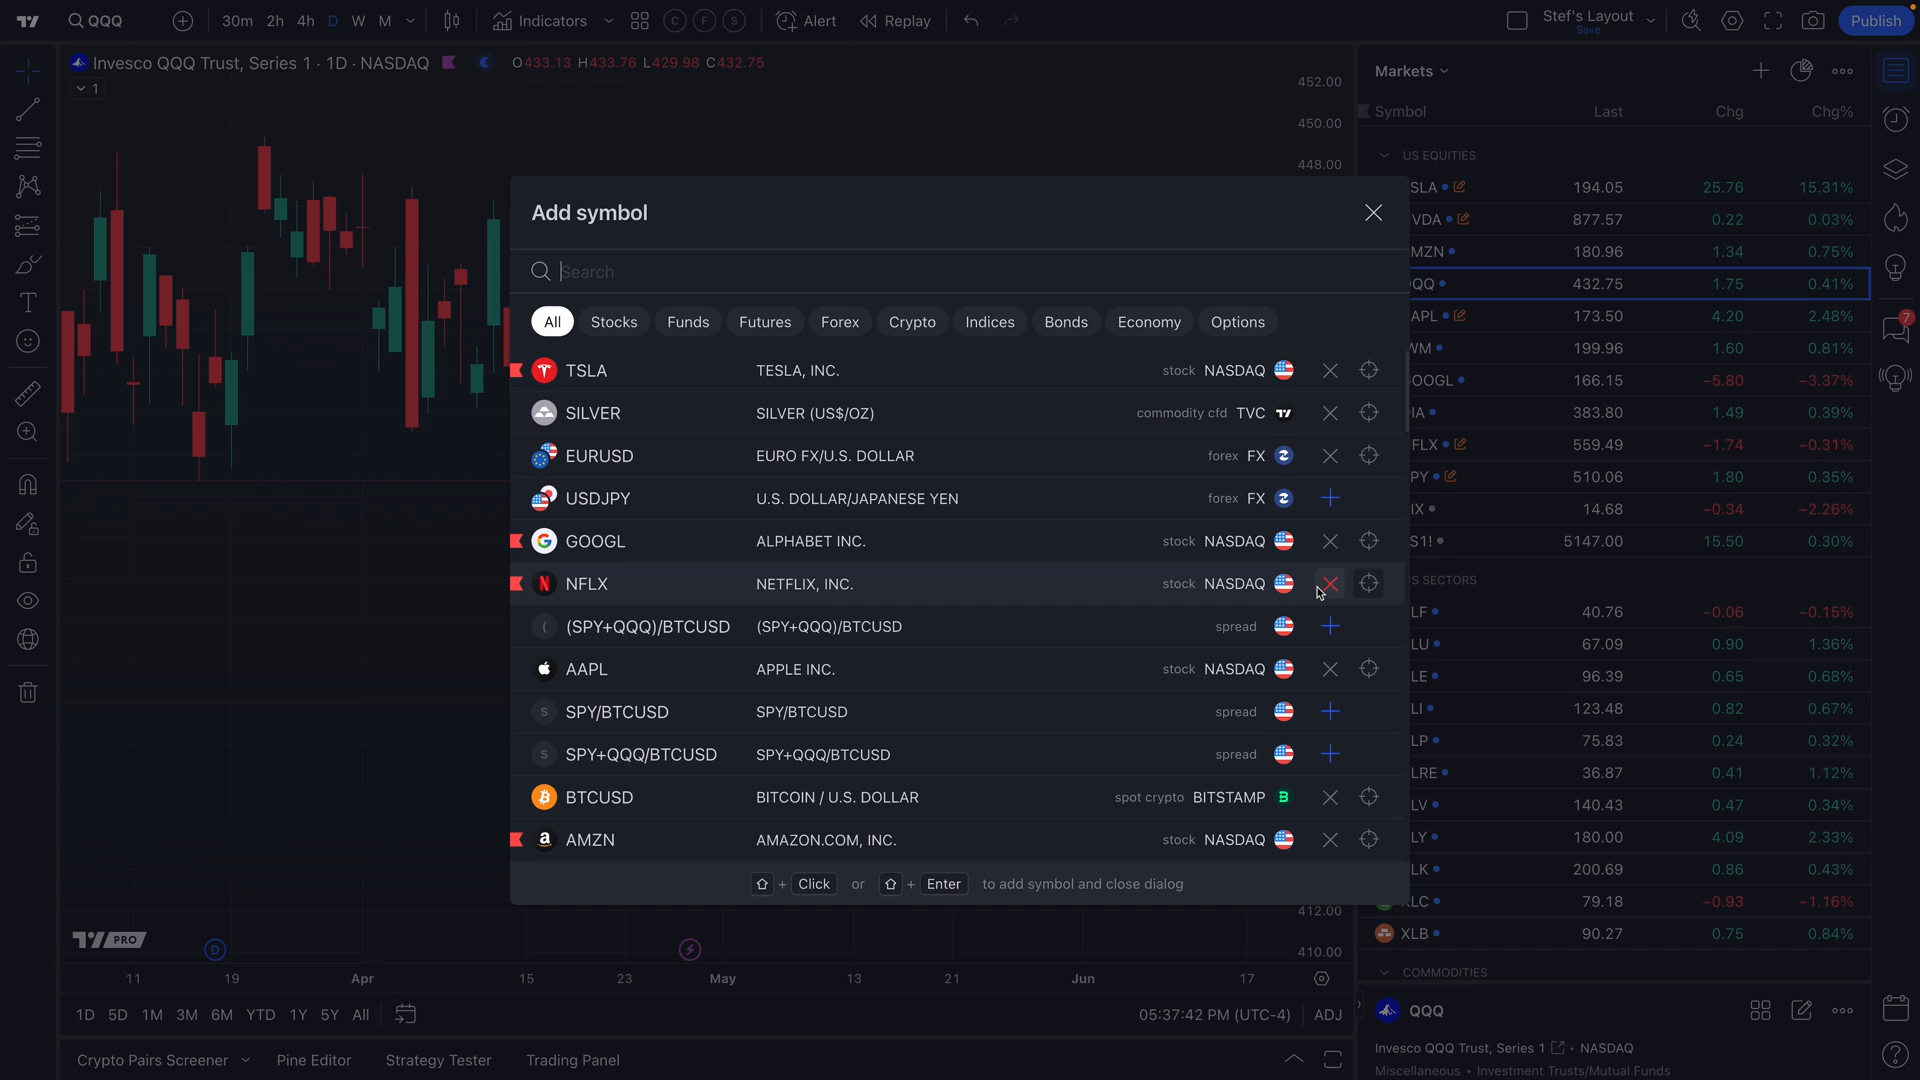 QQQ 30m 2h 4h D W M Indicators C F S Alert Replay Stef's Layout Publish
Save
Invesco QQQ Trust, Series 1 · 1D · NASDAQ O433.13 H433.76 L429.98 C432.75
1
452.00
450.00
448.00
412.00
410.00
Markets
Symbol Last Chg Chg%
US EQUITIES
SLA 194.05 25.76 15.31%
VDA 877.57 0.22 0.03%
MZN 180.96 1.34 0.75%
QQ 432.75 1.75 0.41%
APL 173.50 4.20 2.48%
WM 199.96 1.60 0.81%
OOGL 166.15 −5.80 −3.37%
IA 383.80 1.49 0.39%
FLX 559.49 −1.74 −0.31%
PY 510.06 1.80 0.35%
IX 14.68 −0.34 −2.26%
S1! 5147.00 15.50 0.30%
S SECTORS
LF 40.76 −0.06 −0.15%
LU 67.09 0.90 1.36%
LE 96.39 0.65 0.68%
LI 123.48 0.82 0.67%
LP 75.83 0.24 0.32%
LRE 36.87 0.41 1.12%
LV 140.43 0.47 0.34%
LY 180.00 4.09 2.33%
LK 200.69 0.86 0.43%
XLC 79.18 −0.93 −1.16%
XLB 90.27 0.75 0.84%
COMMODITIES
7
Add symbol
Search
All Stocks Funds Futures Forex Crypto Indices Bonds Economy Options
TSLA TESLA, INC. stock NASDAQ
SILVER SILVER (US$/OZ) commodity cfd TVC
EURUSD EURO FX/U.S. DOLLAR forex FX
USDJPY U.S. DOLLAR/JAPANESE YEN forex FX
GOOGL ALPHABET INC. stock NASDAQ
NFLX NETFLIX, INC. stock NASDAQ
( (SPY+QQQ)/BTCUSD (SPY+QQQ)/BTCUSD spread
AAPL APPLE INC. stock NASDAQ
S SPY/BTCUSD SPY/BTCUSD spread
S SPY+QQQ/BTCUSD SPY+QQQ/BTCUSD spread
BTCUSD BITCOIN / U.S. DOLLAR spot crypto BITSTAMP
AMZN AMAZON.COM, INC. stock NASDAQ
+ Click or + Enter to add symbol and close dialog
PRO
D
11 19 Apr 15 23 May 13 21 Jun 17
1D 5D 1M 3M 6M YTD 1Y 5Y All 05:37:42 PM (UTC-4) ADJ
Crypto Pairs Screener Pine Editor Strategy Tester Trading Panel
QQQ
Invesco QQQ Trust, Series 1 • NASDAQ
Miscellaneous • Investment Trusts/Mutual Funds